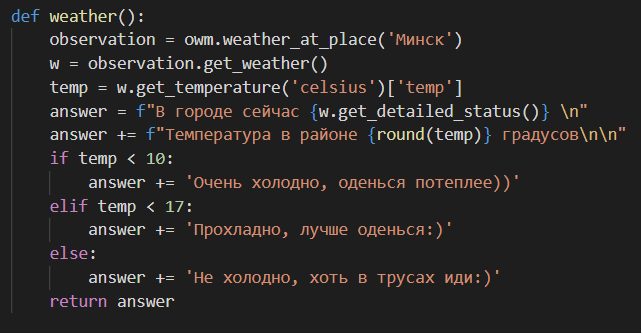 def weather():
    observation = owm.weather_at_place('Минск')
    w = observation.get_weather()
    temp = w.get_temperature('celsius')['temp']
    answer = f"В городе сейчас {w.get_detailed_status()} \n"
    answer += f"Температура в районе {round(temp)} градусов\n\n"
    if temp < 10:
        answer += 'Очень холодно, оденься потеплее))'
    elif temp < 17:
        answer += 'Прохладно, лучше оденься:)'
    else:
        answer += 'Не холодно, хоть в трусах иди:)'
    return answer